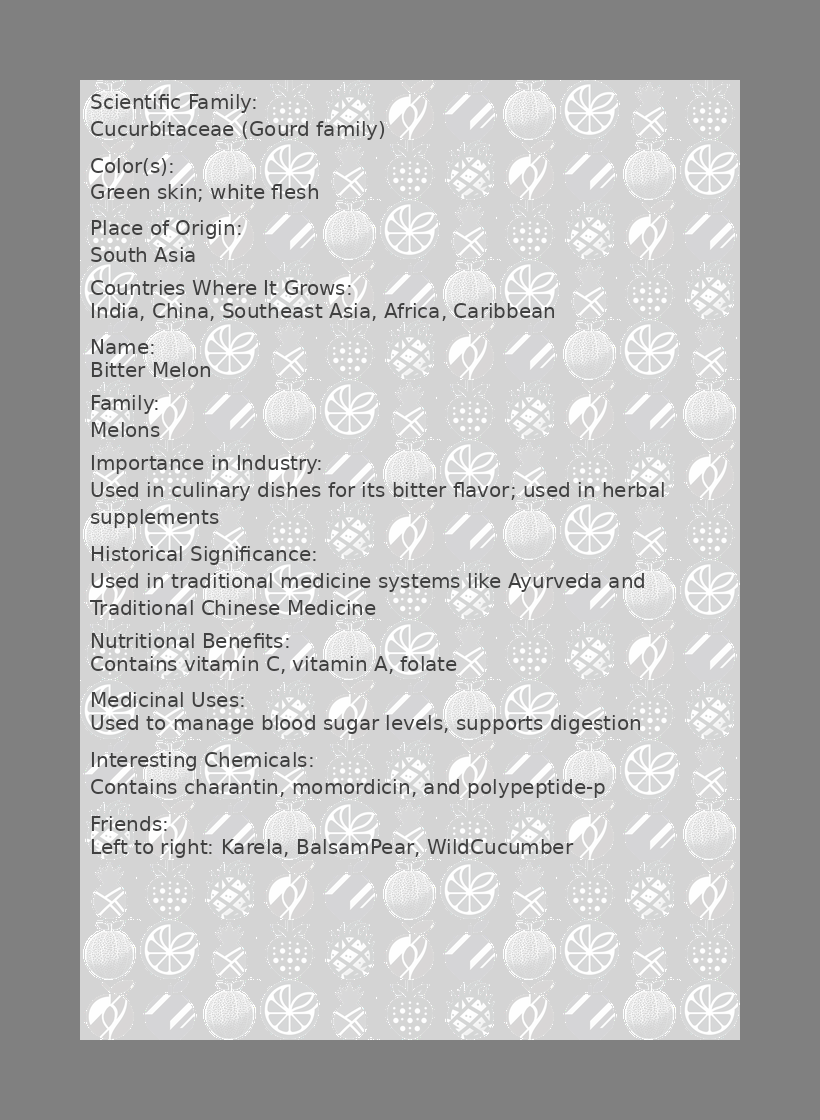 Scientific Family:
Cucurbitaceae (Gourd family)
Color(s):
Green skin; white flesh
Place of Origin:
South Asia
Countries Where It Grows:
India, China, Southeast Asia, Africa, Caribbean
Name:
Bitter Melon
Family:
Melons
Importance in Industry:
Used in culinary dishes for its bitter flavor; used in herbal
supplements
Historical Significance:
Used in traditional medicine systems like Ayurveda and
Traditional Chinese Medicine
Nutritional Benefits:
Contains vitamin C, vitamin A, folate
Medicinal Uses:
Used to manage blood sugar levels, supports digestion
Interesting Chemicals:
Contains charantin, momordicin, and polypeptide-p
Friends:
Left to right: Karela, BalsamPear, WildCucumber